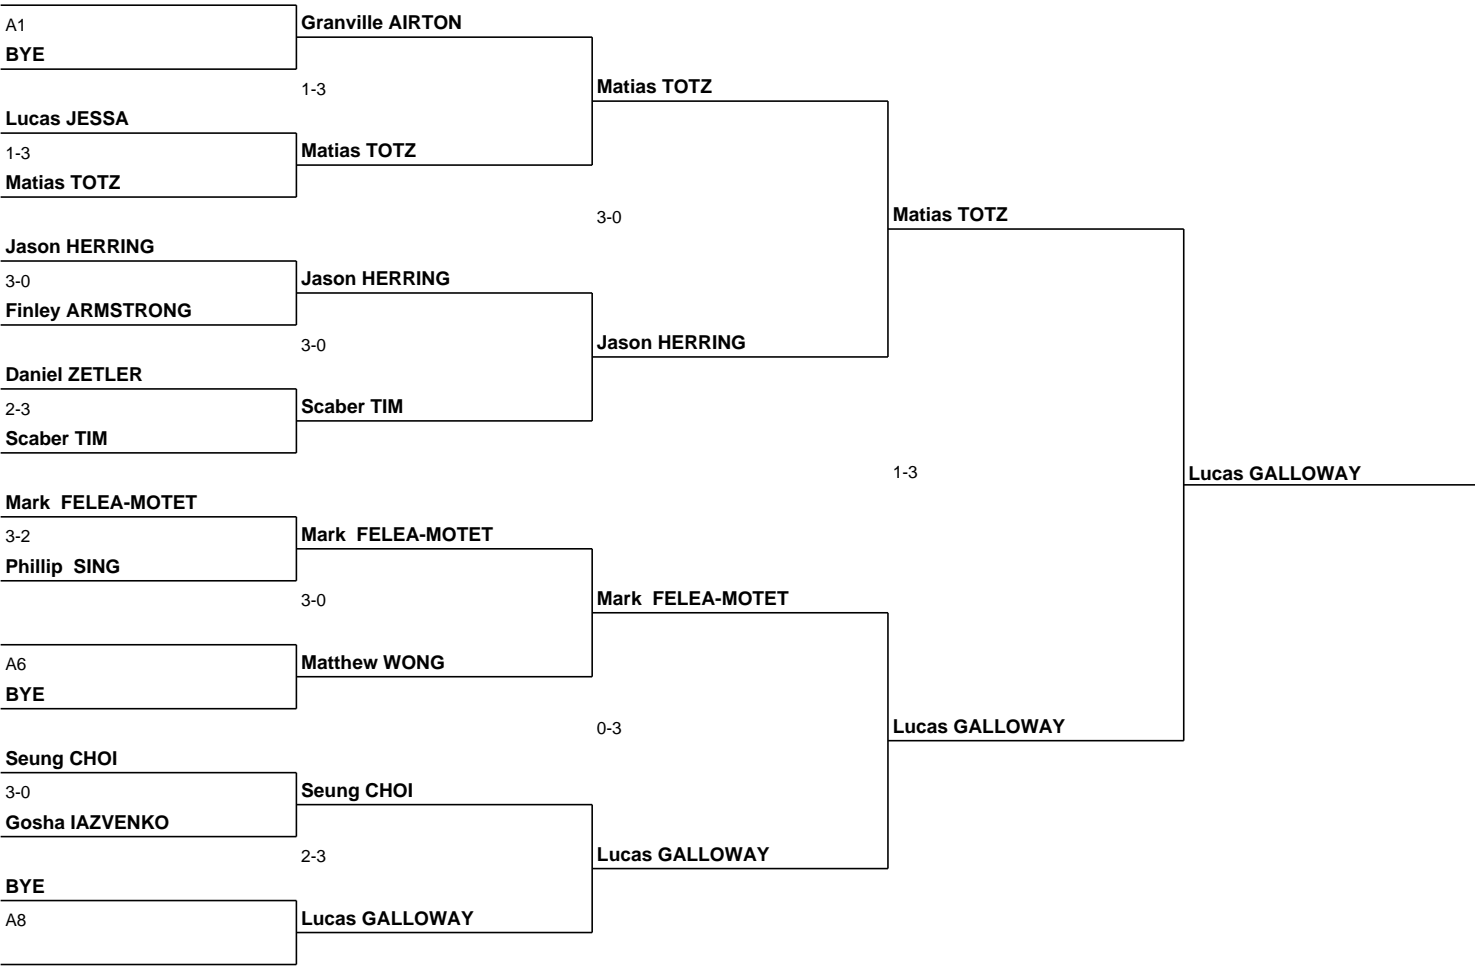 A1
BYE
Granville AIRTON
1-3
Lucas JESSA
1-3
Matias TOTZ
Matias TOTZ
Matias TOTZ
3-0
Jason HERRING
3-0
Finley ARMSTRONG
Jason HERRING
3-0
Daniel ZETLER
2-3
Scaber TIM
Scaber TIM
Jason HERRING
Matias TOTZ
1-3
Mark  FELEA-MOTET
3-2
Phillip  SING
Mark  FELEA-MOTET
3-0
A6
BYE
Matthew WONG
Mark  FELEA-MOTET
0-3
Seung CHOI
3-0
Gosha IAZVENKO
Seung CHOI
2-3
BYE
A8
Lucas GALLOWAY
Lucas GALLOWAY
Lucas GALLOWAY
Lucas GALLOWAY